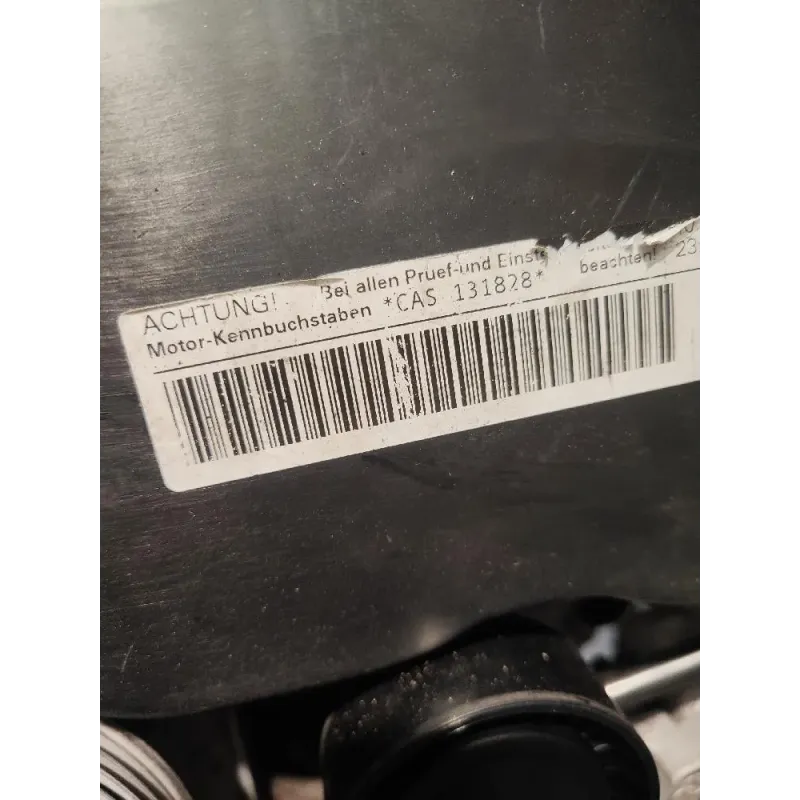 ACHTUNG! Bei allen Pruef-und Einst
Motor-Kennbuchstaben *CAS 131828* beachten! 23